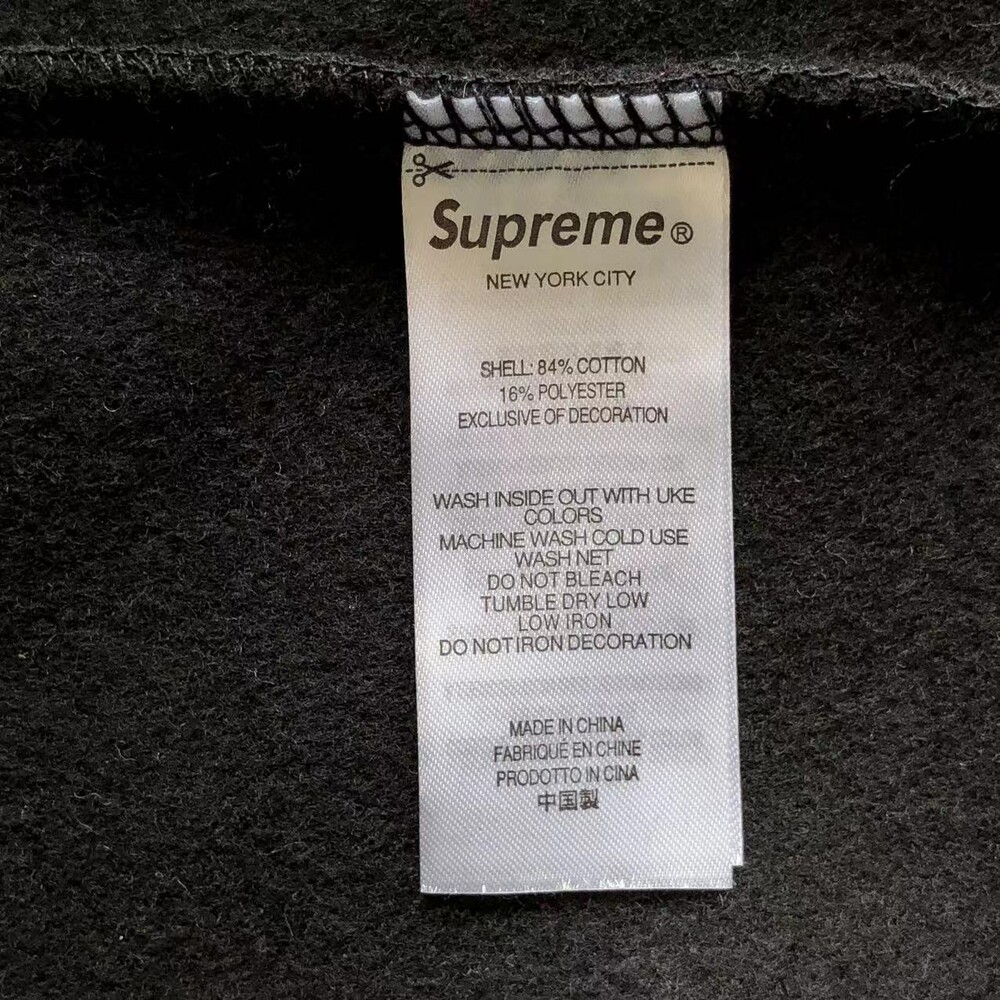 Supreme®
NEW YORK CITY
SHELL: 84% COTTON
16% POLYESTER
EXCLUSIVE OF DECORATION
WASH INSIDE OUT WITH UKE
COLORS
MACHINE WASH COLD USE
WASH NET
DO NOT BLEACH
TUMBLE DRY LOW
LOW IRON
DO NOT IRON DECORATION
MADE IN CHINA
FABRIQUÉ EN CHINE
PRODOTTO IN CINA
中国製